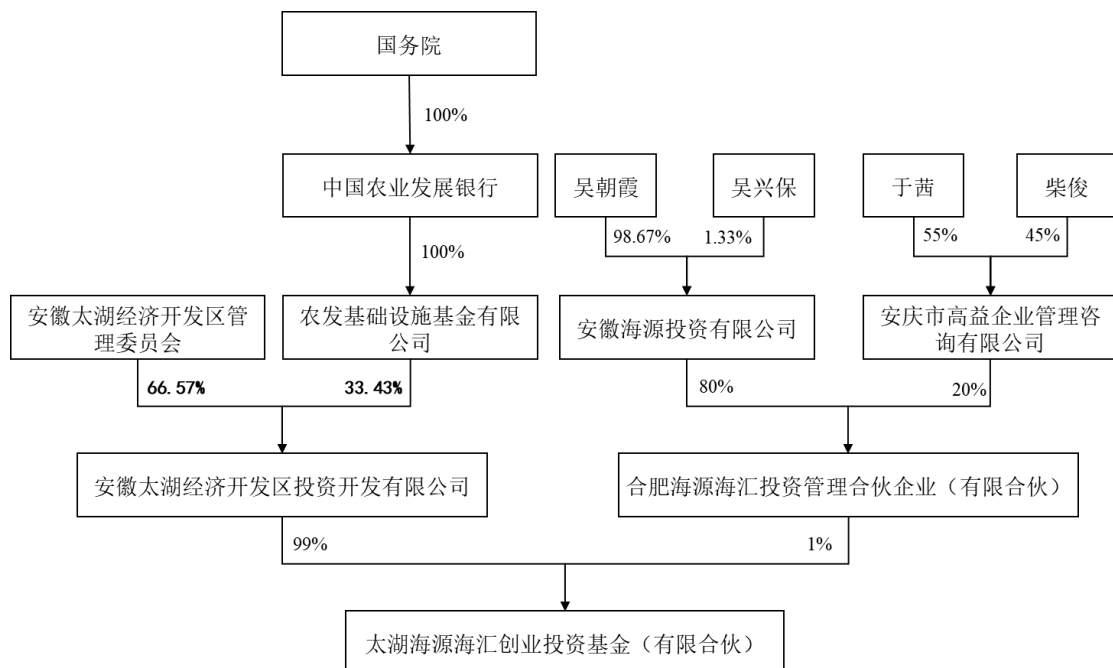 国务院
100%
中国农业发展银行
吴朝霞
吴兴保
于茜
柴俊
98.67%
1.33%
55%
45%
100%
安徽太湖经济开发区管
理委员会
农发基础设施基金有限
公司
安徽海源投资有限公司
安庆市高益企业管理咨
询有限公司
66.57%
33.43%
80%
20%
安徽太湖经济开发区投资开发有限公司
合肥海源海汇投资管理合伙企业（有限合伙）
99%
1%
太湖海源海汇创业投资基金（有限合伙）